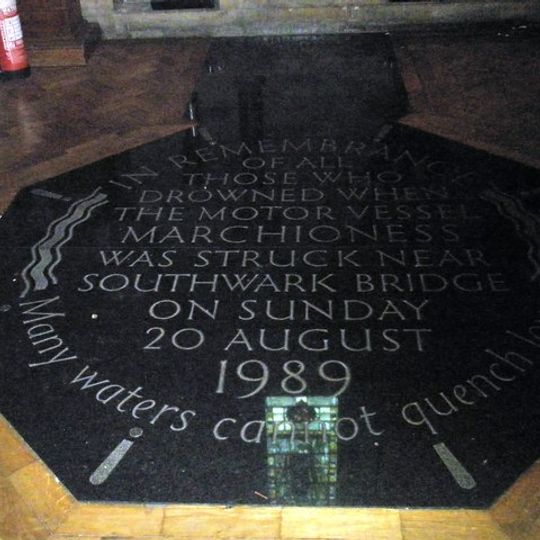 IN REMEMBRANCE
OF ALL
THOSE WHO
DROWNED WHEN
THE MOTOR VESSEL
MARCHIONESS
WAS STRUCK NEAR
SOUTHWARK BRIDGE
ON SUNDAY
20 AUGUST
1989
Many waters cannot quench